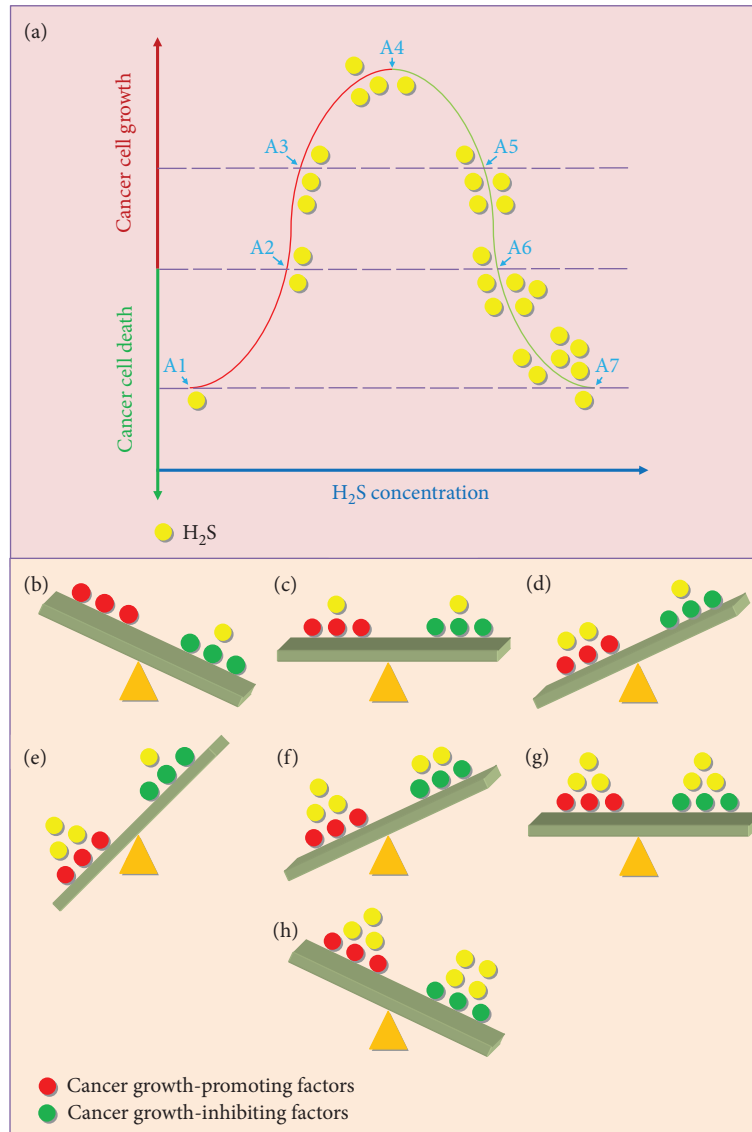 (a)
Cancer cell growth
Cancer cell death
A4
A3
A5
A2
A6
A1
A7
H₂S concentration
H₂S
(b)
(c)
(d)
(e)
(f)
(g)
(h)
Cancer growth-promoting factors
Cancer growth-inhibiting factors